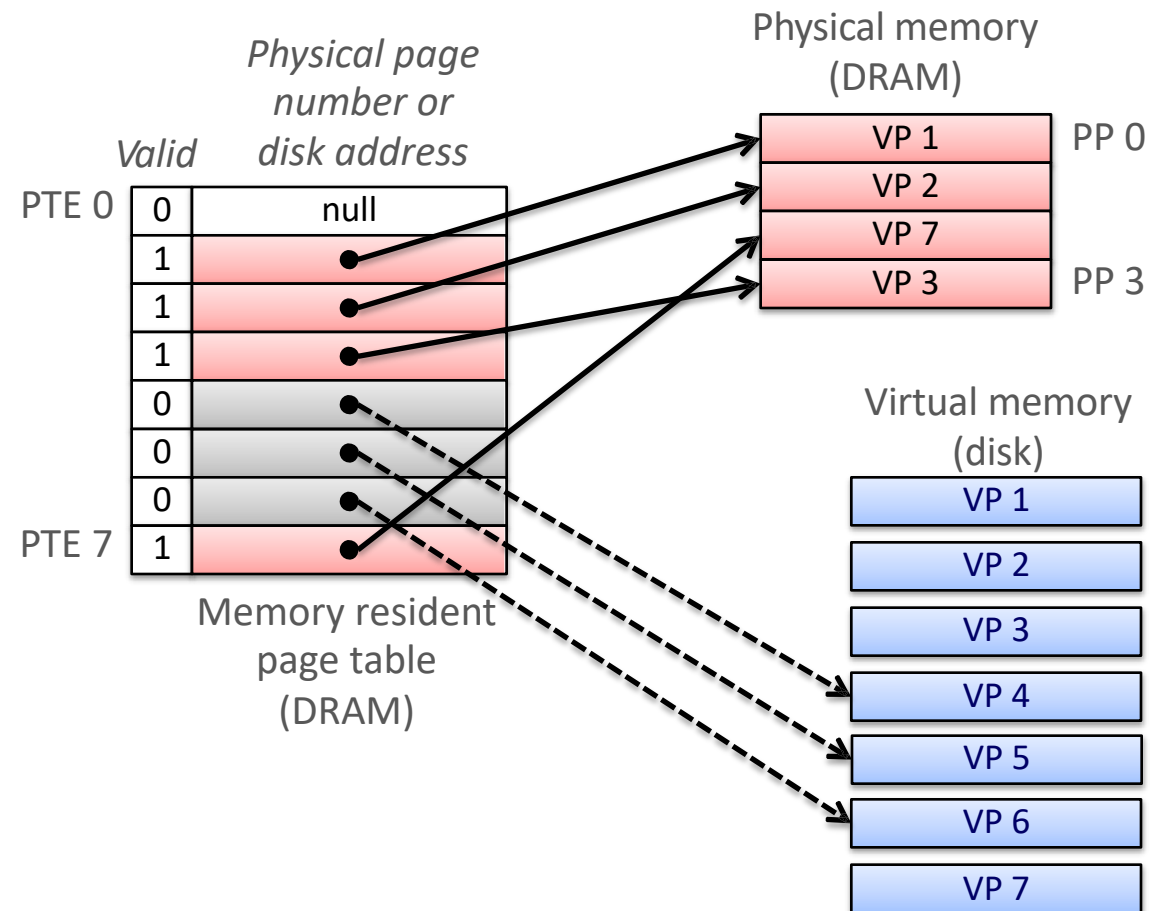 Physical page
number or
disk address
Valid
PTE 0
0
null
1
1
1
0
0
0
PTE 7
1
Memory resident
page table
(DRAM)
Physical memory
(DRAM)
VP 1
PP 0
VP 2
VP 7
VP 3
PP 3
Virtual memory
(disk)
VP 1
VP 2
VP 3
VP 4
VP 5
VP 6
VP 7